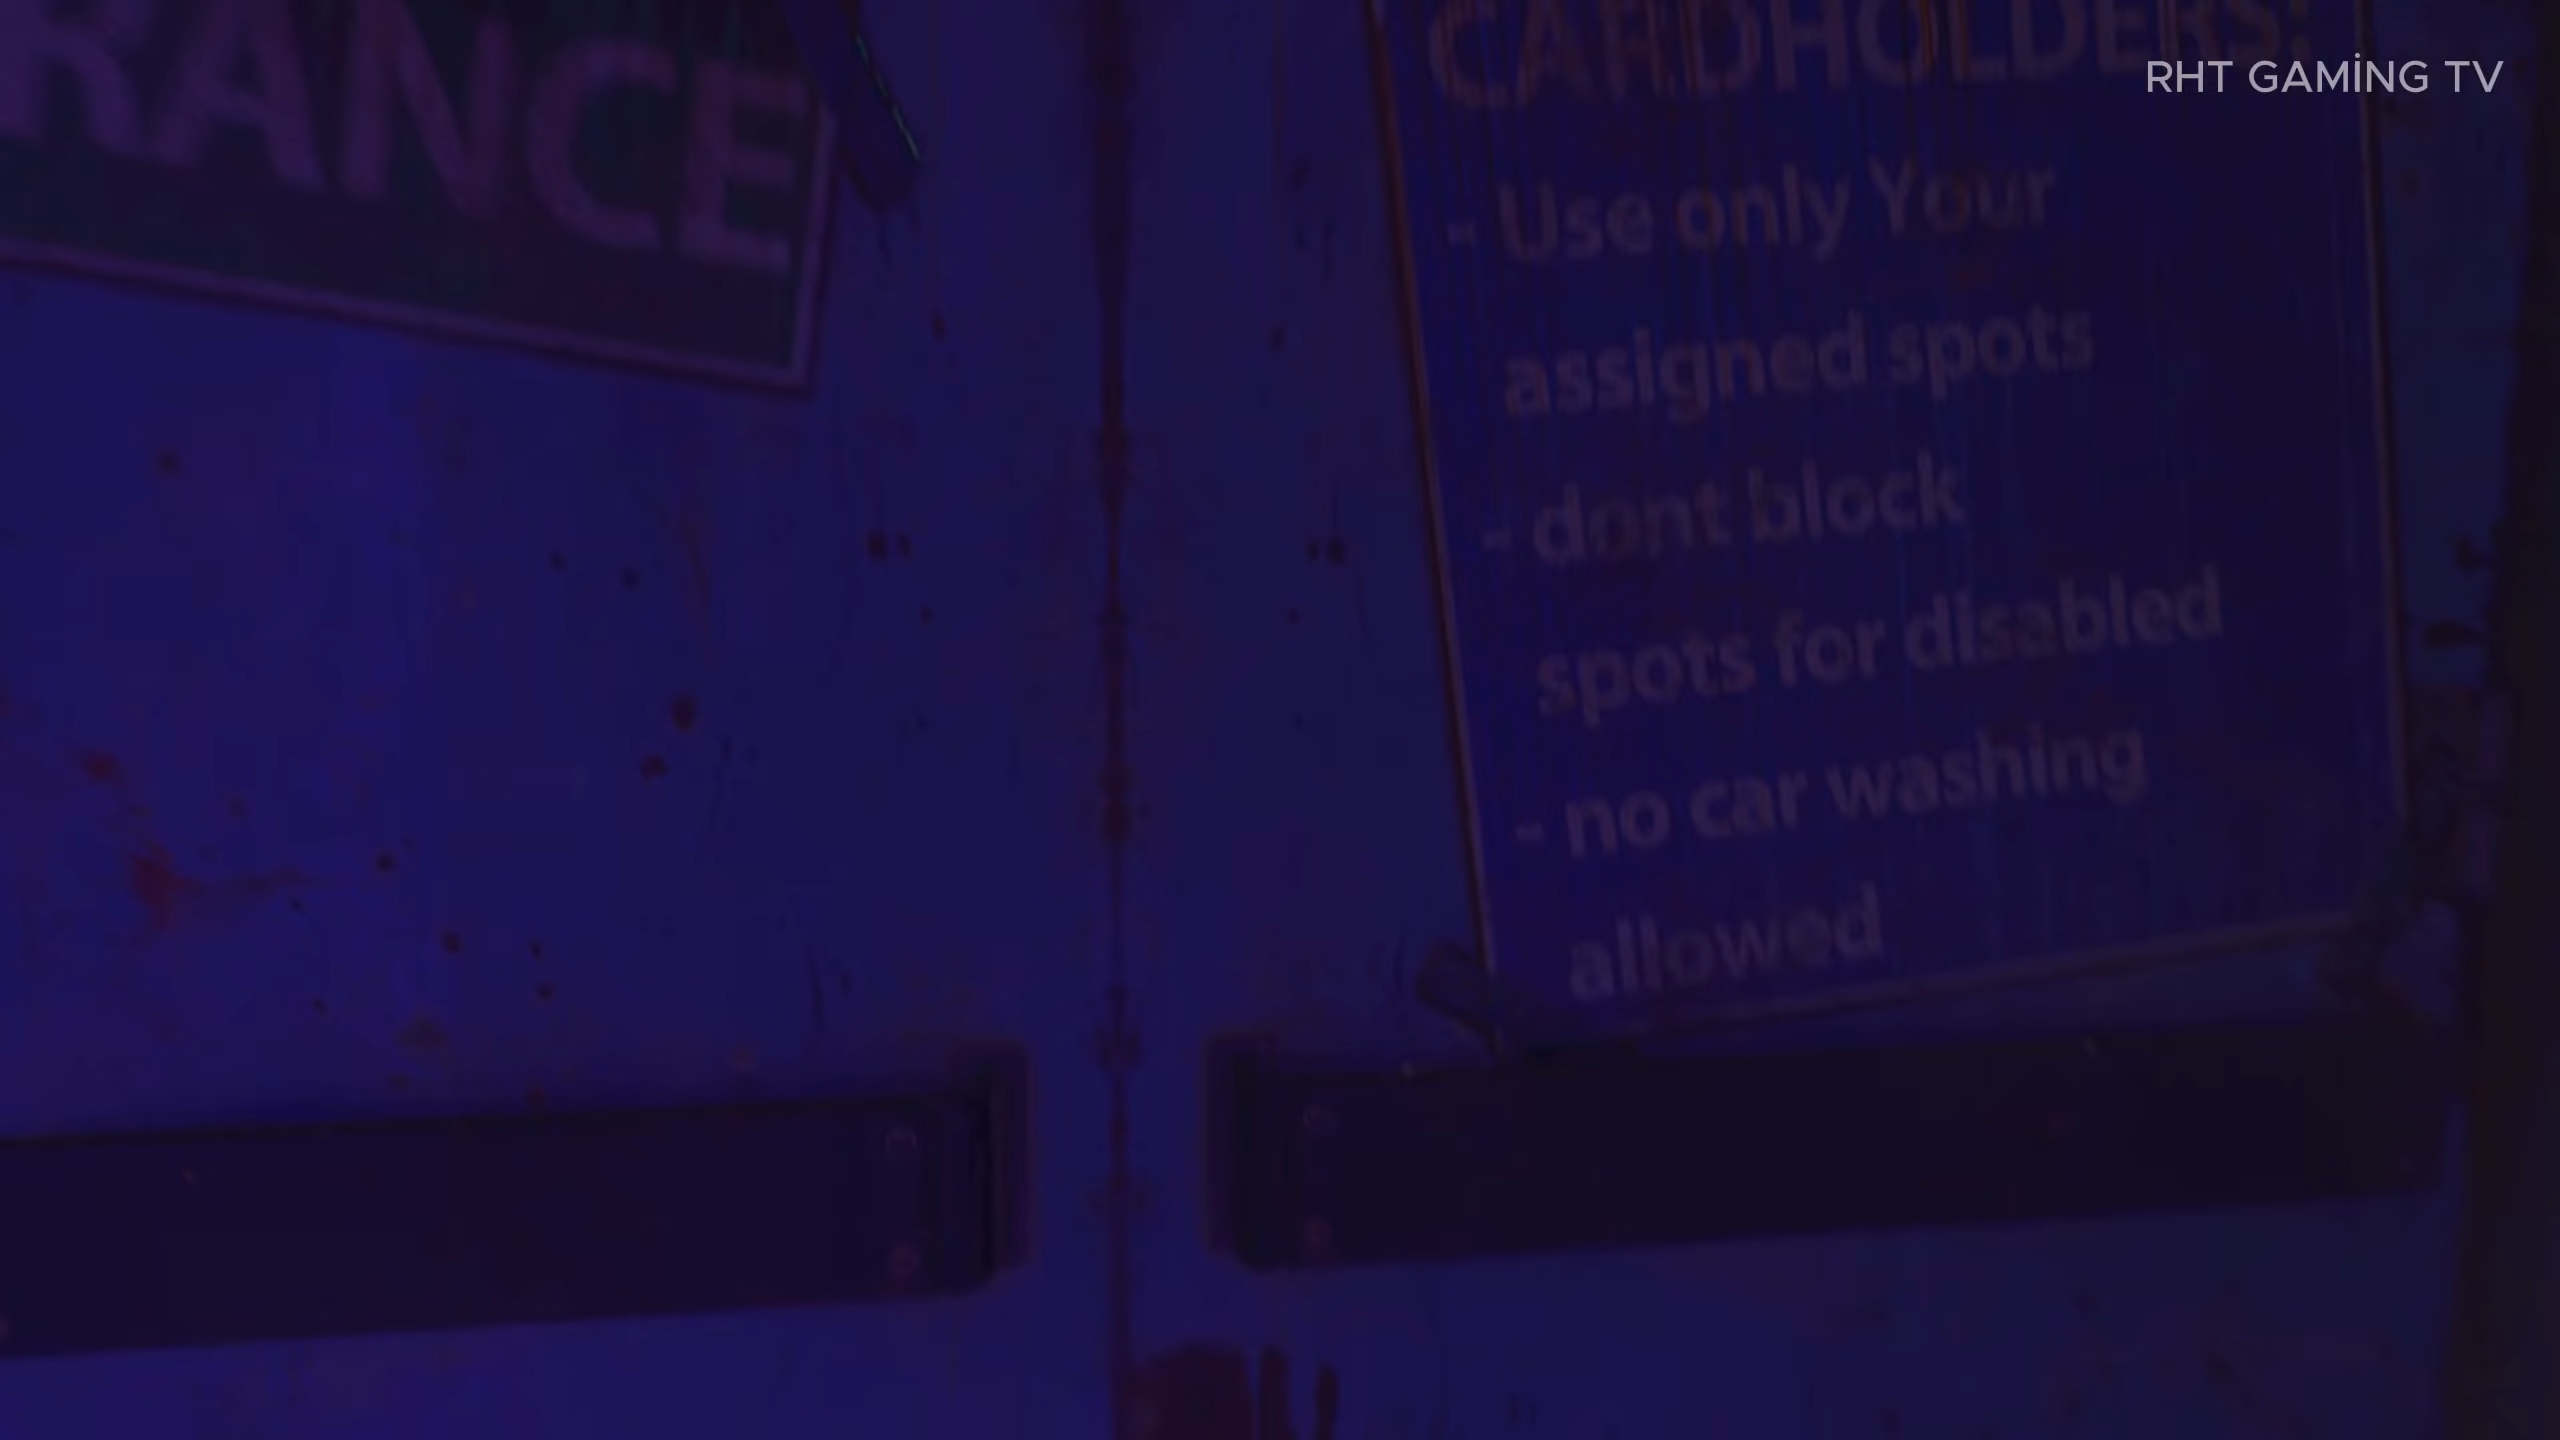 RANCE
CARDHOLDERS:
RHT GAMİNG TV
- Use only Your
assigned spots
- dont block
spots for disabled
- no car washing
allowed